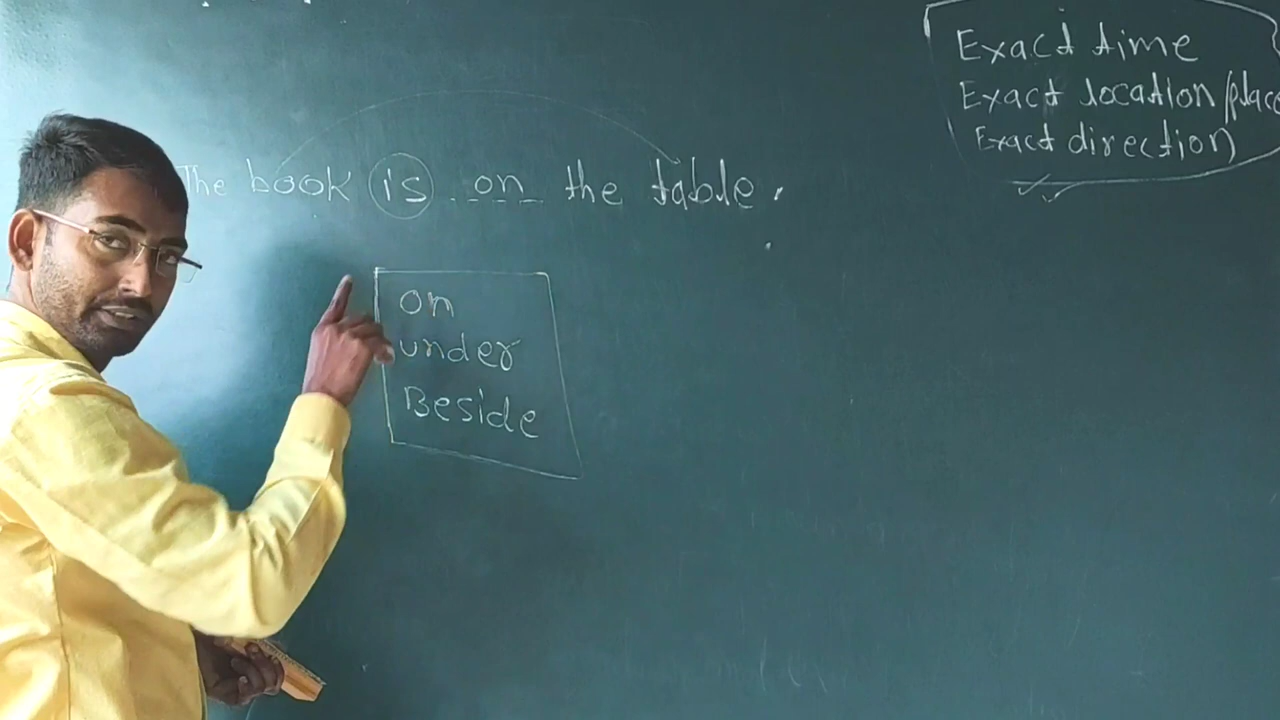 Exact time
Exact location/place
Exact direction
The book is on the table.
on
under
Beside